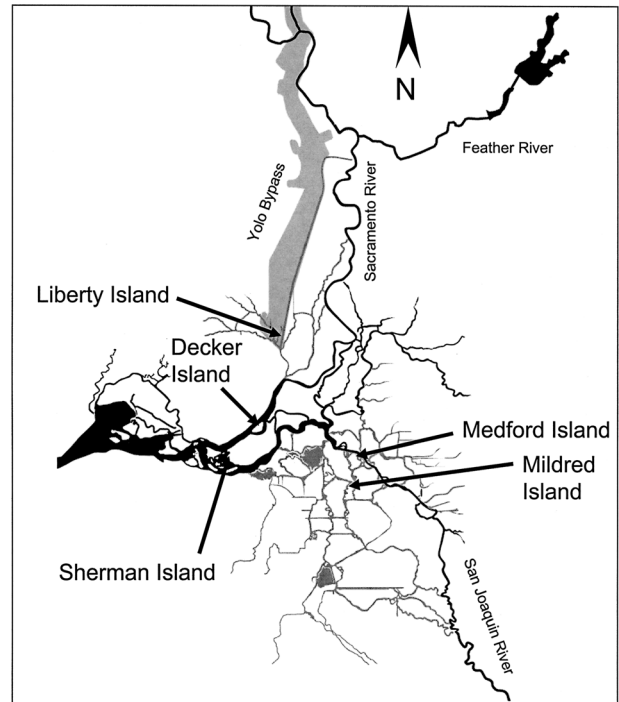 N
Feather River
Yolo Bypass
Sacramento River
Liberty Island
Decker
Island
Medford Island
Mildred
Island
Sherman Island
San Joaquin River